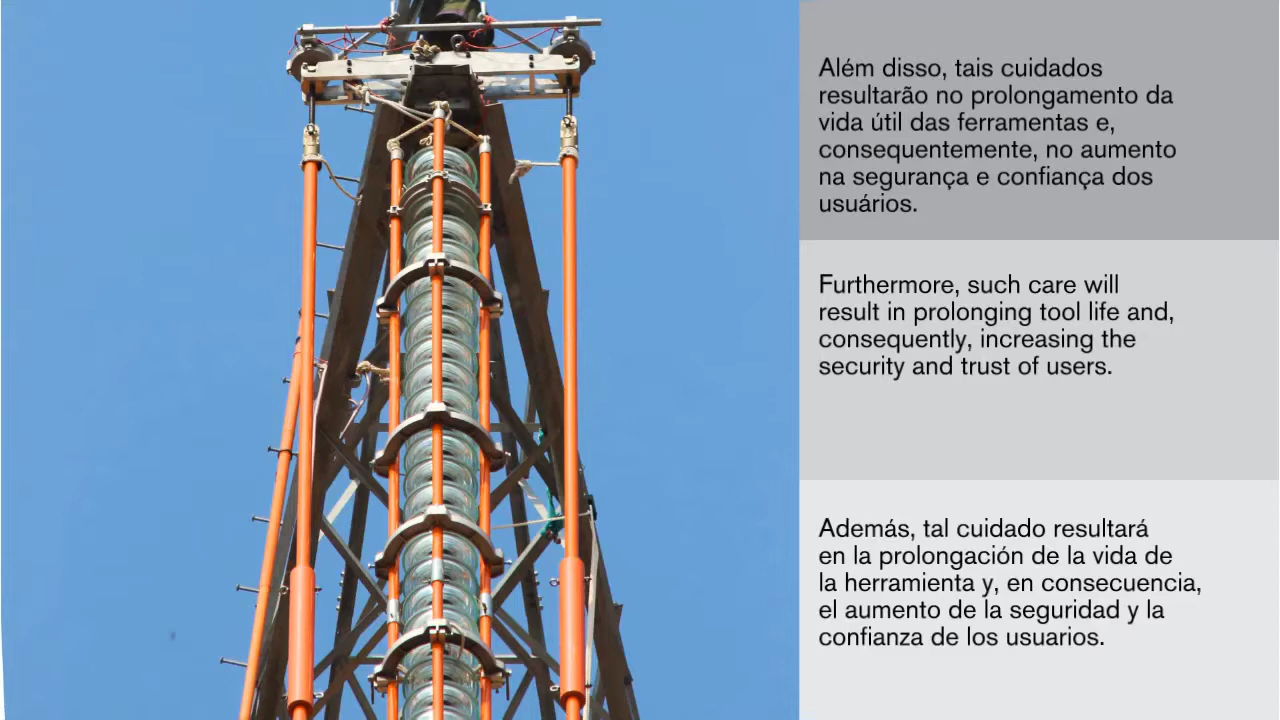 Além disso, tais cuidados
resultarão no prolongamento da
vida útil das ferramentas e,
consequentemente, no aumento
na segurança e confiança dos
usuários.
Furthermore, such care will
result in prolonging tool life and,
consequently, increasing the
security and trust of users.
Además, tal cuidado resultará
en la prolongación de la vida de
la herramienta y, en consecuencia,
el aumento de la seguridad y la
confianza de los usuarios.